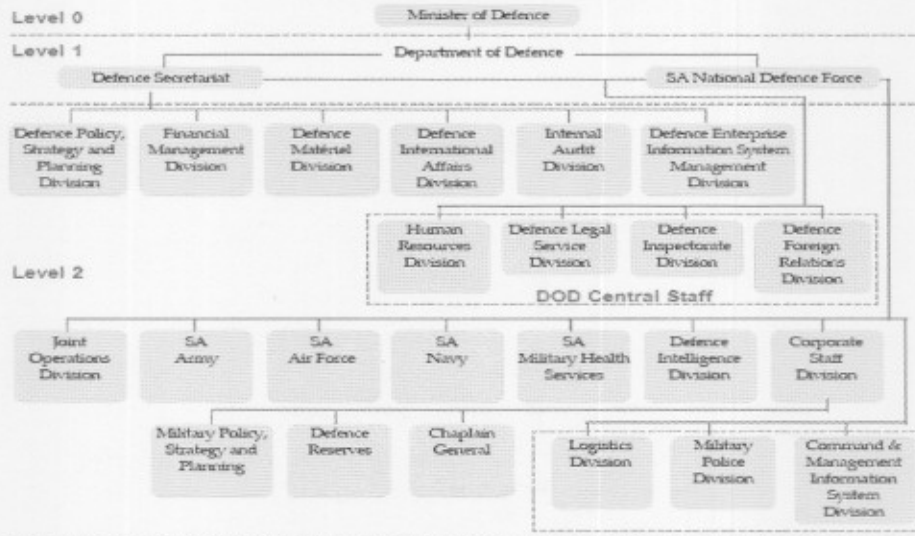 Level 0
Minister of Defence
Level 1
Department of Defence
Defence Secretariat
SA National Defence Force
Defence Policy,
Strategy and
Planning
Division
Financial
Management
Division
Defence
Matériel
Division
Defence
International
Affairs
Division
Internal
Audit
Division
Defence Enterprise
Information System
Management
Division
Human
Resources
Division
Defence Legal
Service
Division
Defence
Inspectorate
Division
Defence
Foreign
Relations
Division
Level 2
DOD Central Staff
Joint
Operations
Division
SA
Army
SA
Air Force
SA
Navy
SA
Military Health
Services
Defence
Intelligence
Division
Corporate
Staff
Division
Military Policy,
Strategy and
Planning
Defence
Reserves
Chaplain
General
Logistics
Division
Military
Police
Division
Command &
Management
Information
System
Division